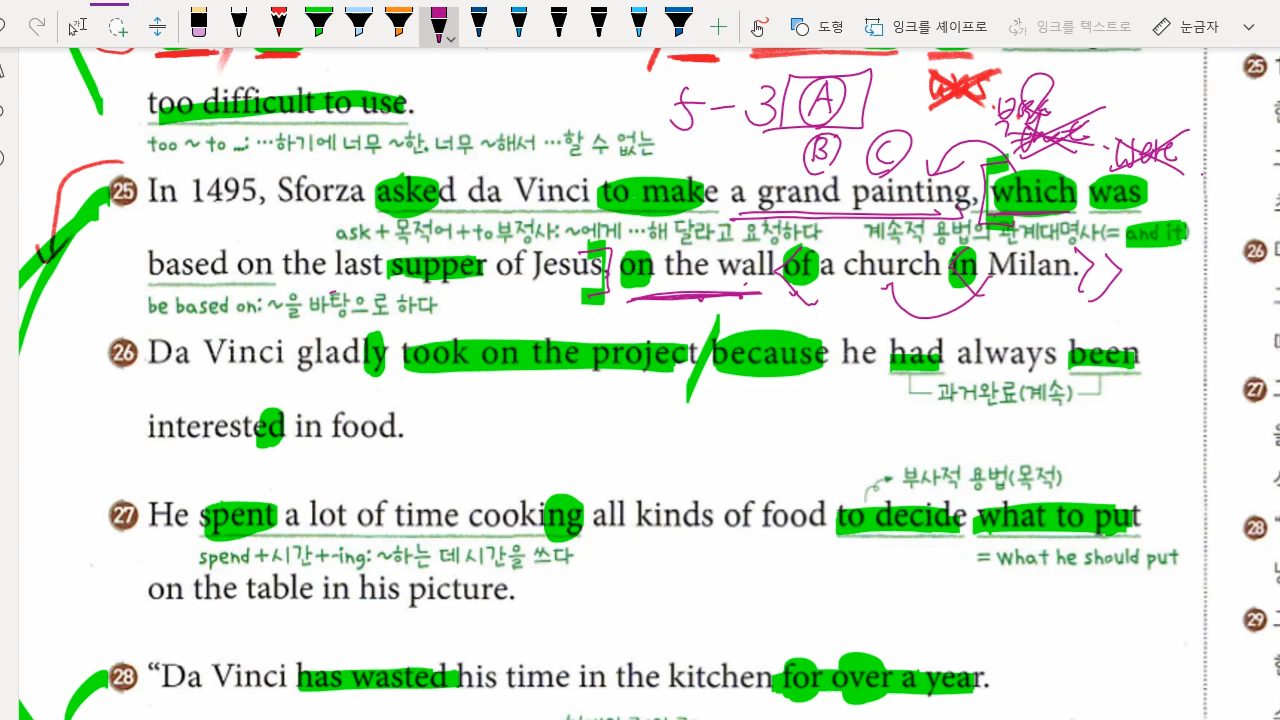 도형 잉크를 셰이프로 잉크를 텍스트로 눈금자
too difficult to use.
too ~ to …: …하기에 너무 ~한, 너무 ~해서 …할 수 없는
5 - 3 A
B C
were
25 In 1495, Sforza asked da Vinci to make a grand painting, which was
ask + 목적어 + to부정사: ~에게 …해 달라고 요청하다 계속적 용법의 관계대명사(= and it)
based on the last supper of Jesus, on the wall of a church in Milan.
be based on: ~을 바탕으로 하다
26 Da Vinci gladly took on the project because he had always been
과거완료(계속)
interested in food.
부사적 용법(목적)
27 He spent a lot of time cooking all kinds of food to decide what to put
spend + 시간 + -ing: ~하는 데 시간을 쓰다 = what he should put
on the table in his picture.
28 “Da Vinci has wasted his time in the kitchen for over a year.
25
26
27
28
29